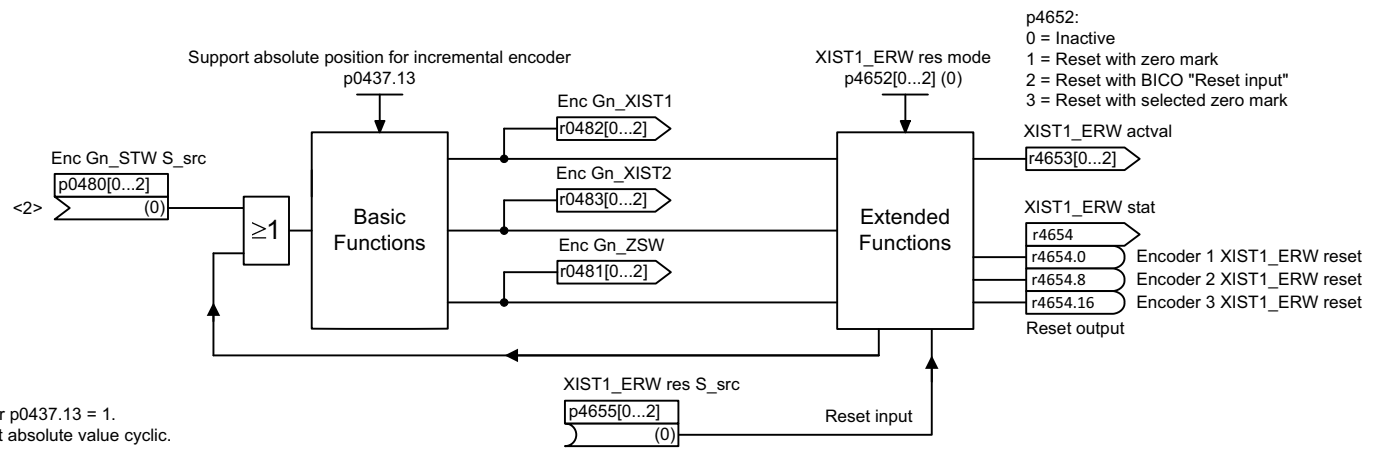 p4652:
0 = Inactive
1 = Reset with zero mark
2 = Reset with BICO "Reset input"
3 = Reset with selected zero mark
Support absolute position for incremental encoder
p0437.13
XIST1_ERW res mode
p4652[0...2] (0)
Enc Gn_XIST1
r0482[0...2]
XIST1_ERW actval
r4653[0...2]
Enc Gn_STW S_src
p0480[0...2]
<2>
(0)
≥1
Basic
Functions
Enc Gn_XIST2
r0483[0...2]
Enc Gn_ZSW
r0481[0...2]
Extended
Functions
XIST1_ERW stat
r4654
r4654.0
Encoder 1 XIST1_ERW reset
r4654.8
Encoder 2 XIST1_ERW reset
r4654.16
Encoder 3 XIST1_ERW reset
Reset output
XIST1_ERW res S_src
p4655[0...2]
(0)
Reset input
r p0437.13 = 1.
t absolute value cyclic.